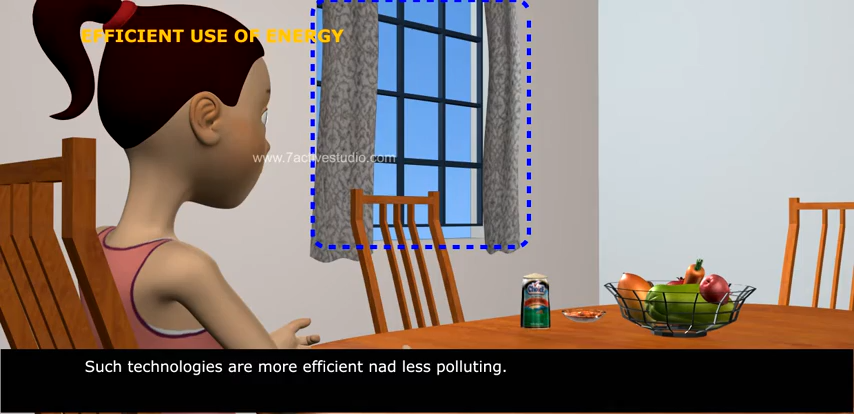 EFFICIENT USE OF ENERGY
www.7activestudio.com
Such technologies are more efficient nad less polluting.